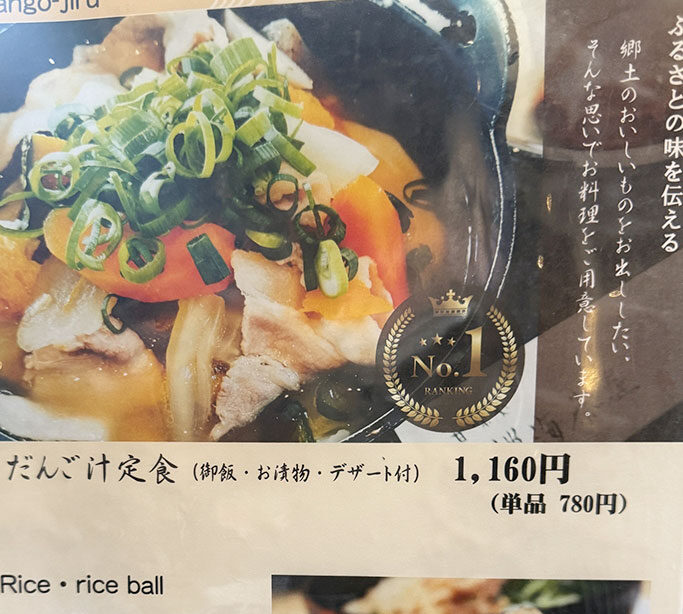 ango-jiru
ふるさとの味を伝える
郷土のおいしいものをお出ししたい、
そんな思いでお料理をご用意しています。
No.1
RANKING
だんご汁定食 (御飯・お漬物・デザート付) 1,160円
(単品 780円)
Rice・rice ball